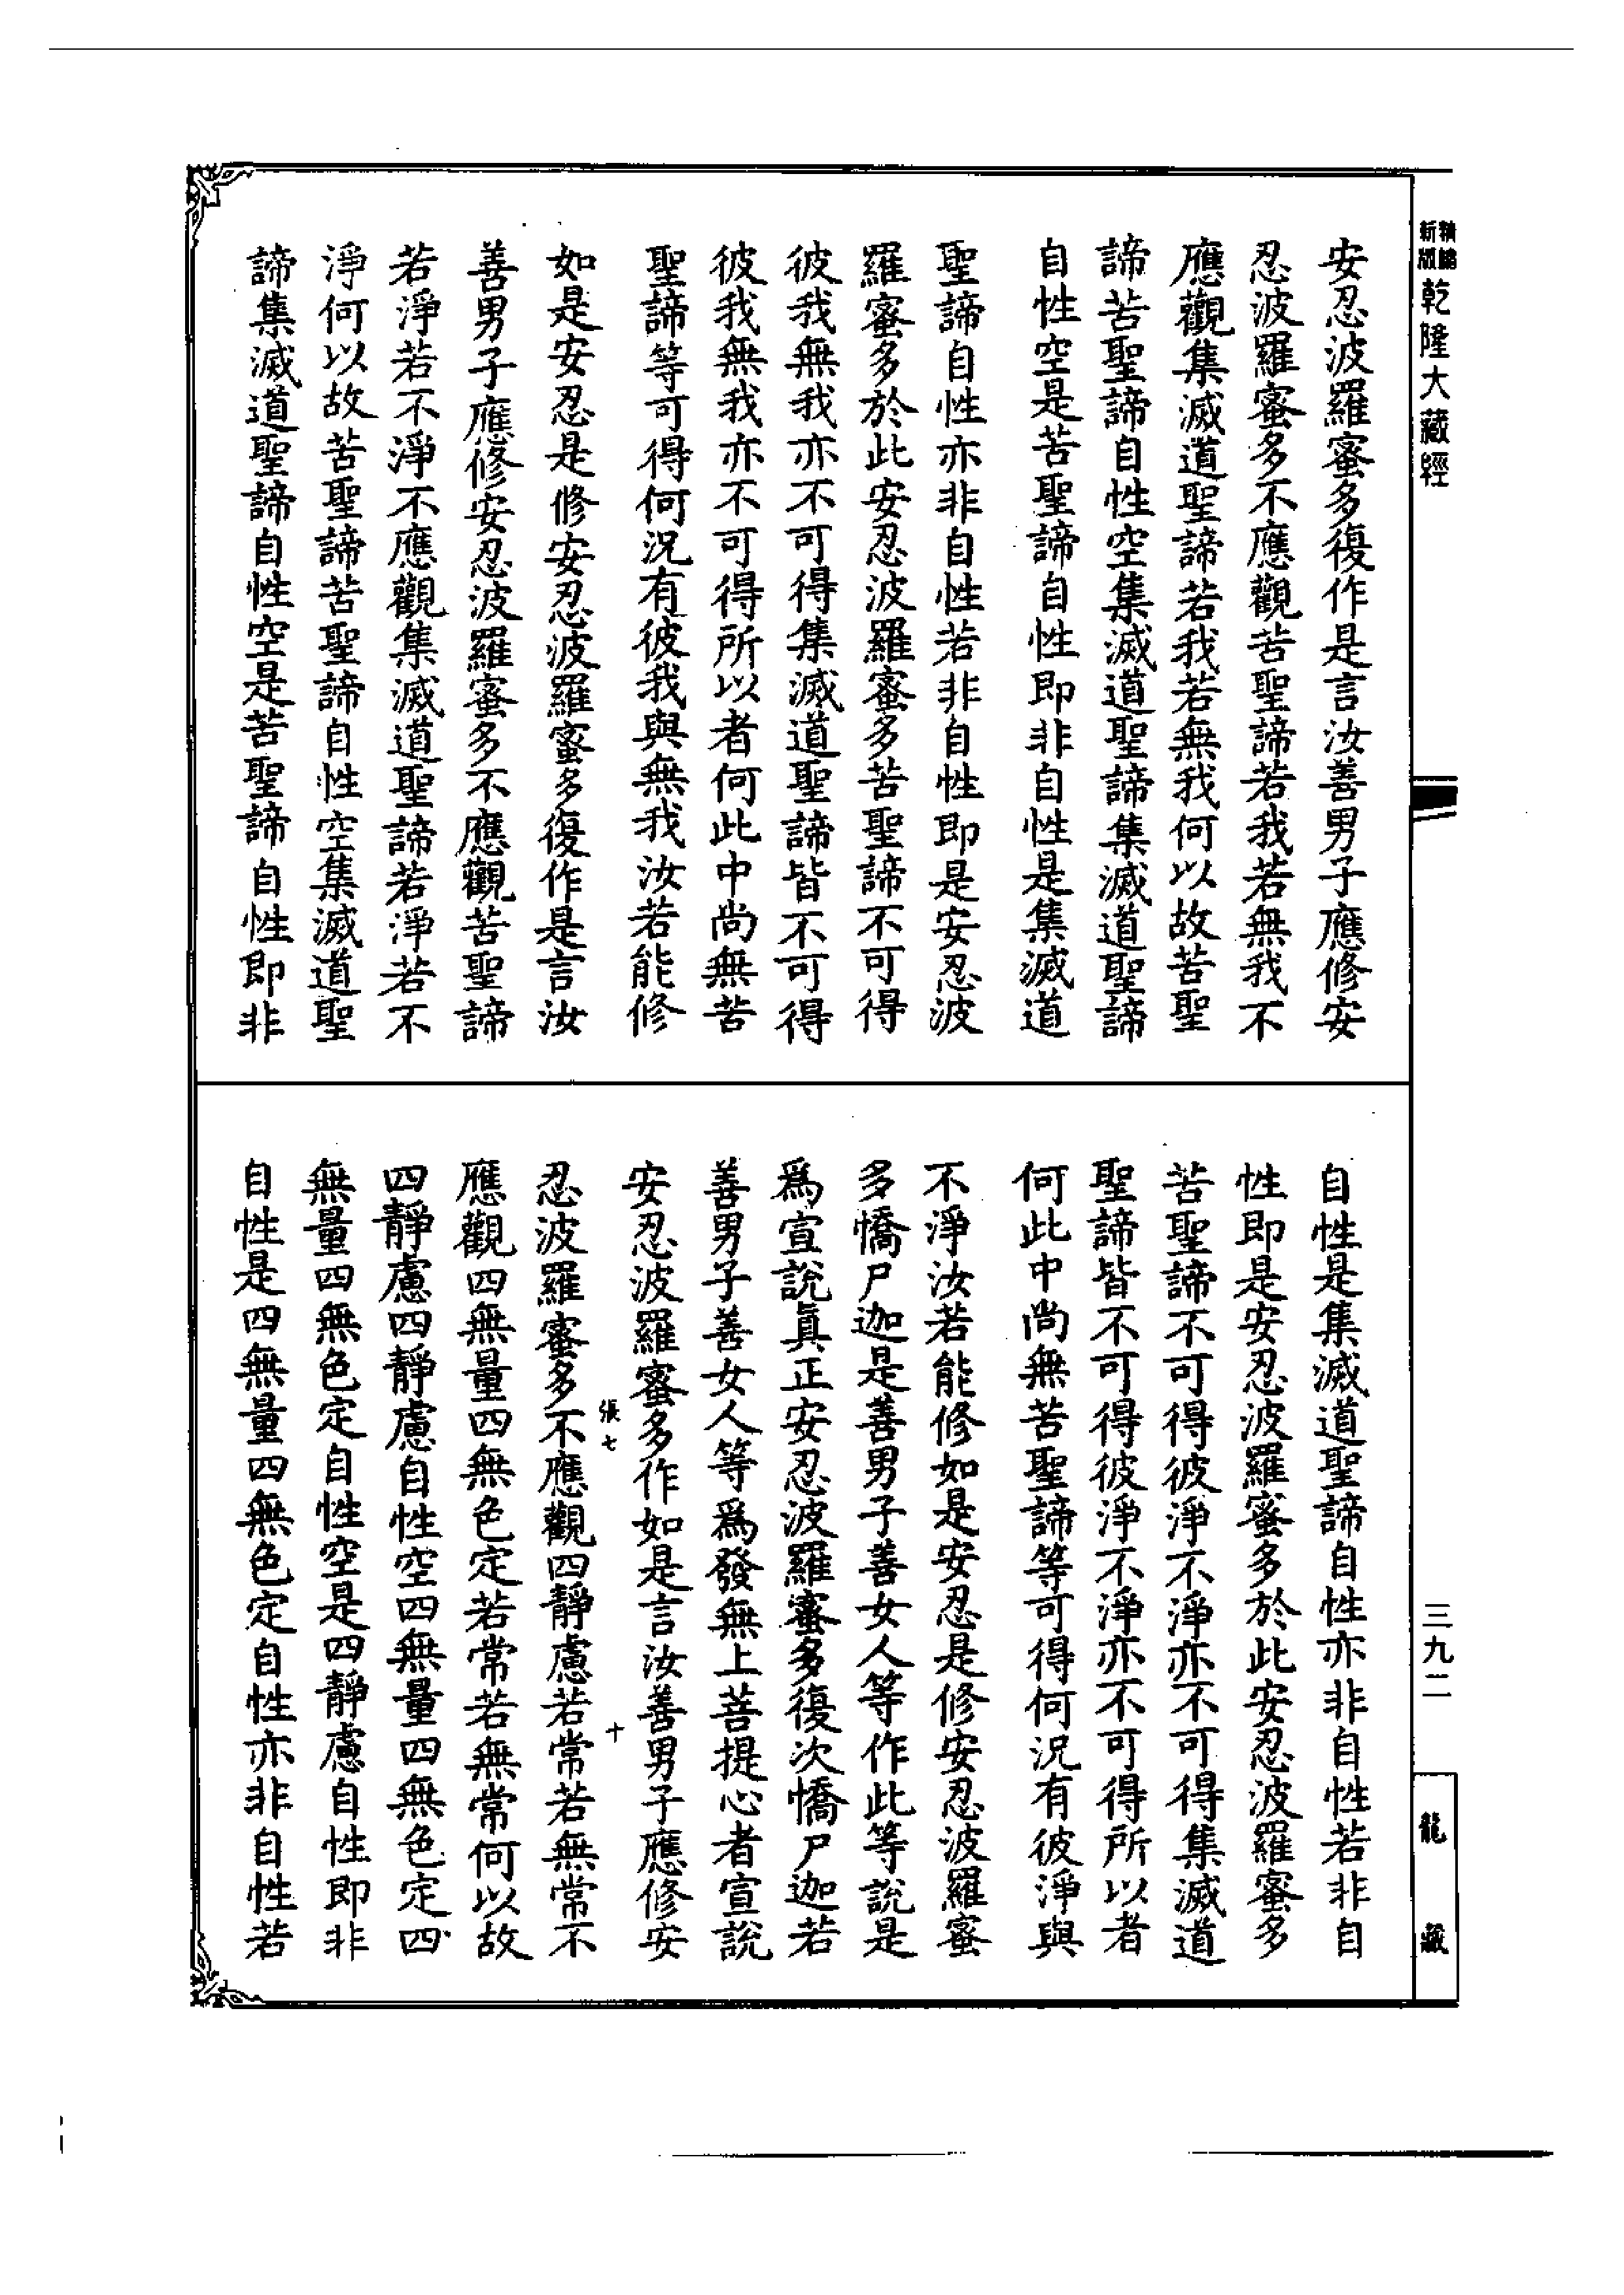 新版
精縮
乾隆大藏經
安忍波羅蜜多復作是言汝善男子應修安
忍波羅蜜多不應觀苦聖諦若我若無我不
應觀集滅道聖諦若我若無我何以故苦聖
諦苦聖諦自性空集滅道聖諦集滅道聖諦
自性空是苦聖諦自性即非自性是集滅道
聖諦自性亦非自性若非自性即是安忍波
羅蜜多於此安忍波羅蜜多苦聖諦不可得
彼我無我亦不可得集滅道聖諦皆不可得
彼我無我亦不可得所以者何此中尚無苦
聖諦等可得何況有彼我與無我汝若能修
如是安忍是修安忍波羅蜜多復作是言汝
善男子應修安忍波羅蜜多不應觀苦聖諦
若淨若不淨不應觀集滅道聖諦若淨若不
淨何以故苦聖諦苦聖諦自性空集滅道聖
諦集滅道聖諦自性空是苦聖諦自性即非
自性是集滅道聖諦自性亦非自性若非自
性即是安忍波羅蜜多於此安忍波羅蜜多
苦聖諦不可得彼淨不淨亦不可得集滅道
聖諦皆不可得彼淨不淨亦不可得所以者
何此中尚無苦聖諦等可得何況有彼淨與
不淨汝若能修如是安忍是修安忍波羅蜜
多憍尸迦是善男子善女人等作此等說是
爲宣說真正安忍波羅蜜多復次憍尸迦若
善男子善女人等爲發無上菩提心者宣說
安忍波羅蜜多作如是言汝善男子應修安
張七
十
忍波羅蜜多不應觀四靜慮若常若無常不
應觀四無量四無色定若常若無常何以故
四靜慮四靜慮自性空四無量四無色定四
無量四無色定自性空是四靜慮自性即非
自性是四無量四無色定自性亦非自性若
三九二
龍藏